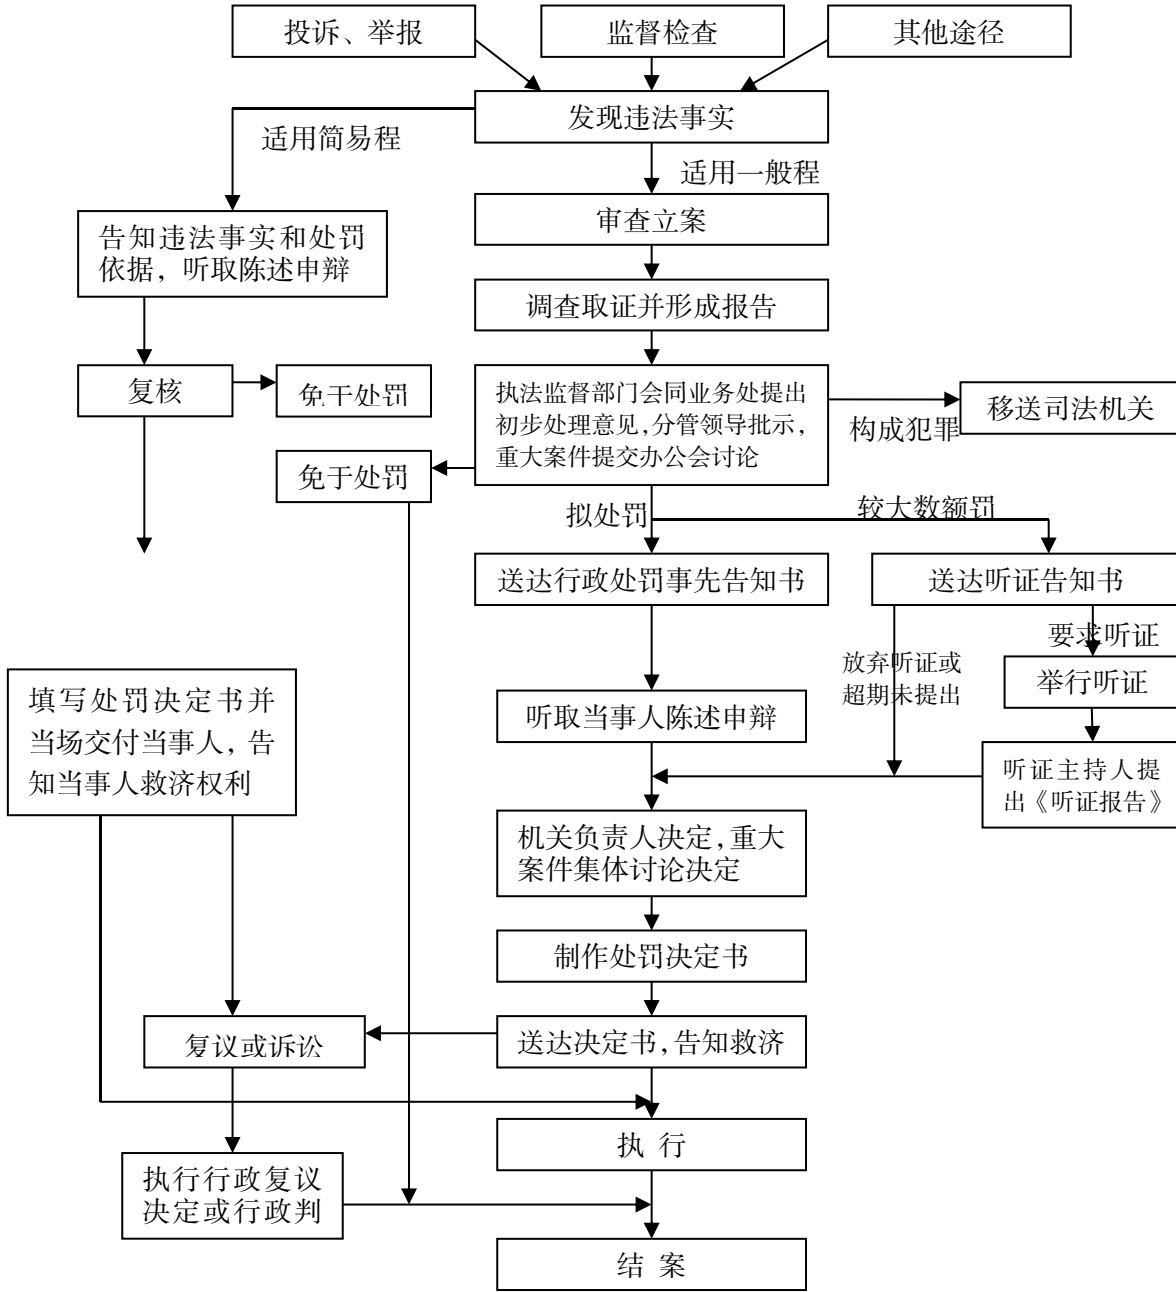 投诉、举报
监督检查
其他途径
发现违法事实
适用简易程
适用一般程
审查立案
告知违法事实和处罚
依据，听取陈述申辩
调查取证并形成报告
复核
免于处罚
执法监督部门会同业务处提出
初步处理意见，分管领导批示，
重大案件提交办公会讨论
移送司法机关
构成犯罪
免于处罚
拟处罚
较大数额罚
送达行政处罚事先告知书
送达听证告知书
要求听证
放弃听证或
超期未提出
举行听证
填写处罚决定书并
当场交付当事人，告
知当事人救济权利
听取当事人陈述申辩
听证主持人提
出《听证报告》
机关负责人决定，重大
案件集体讨论决定
制作处罚决定书
复议或诉讼
送达决定书，告知救济
执 行
执行行政复议
决定或行政判
结 案